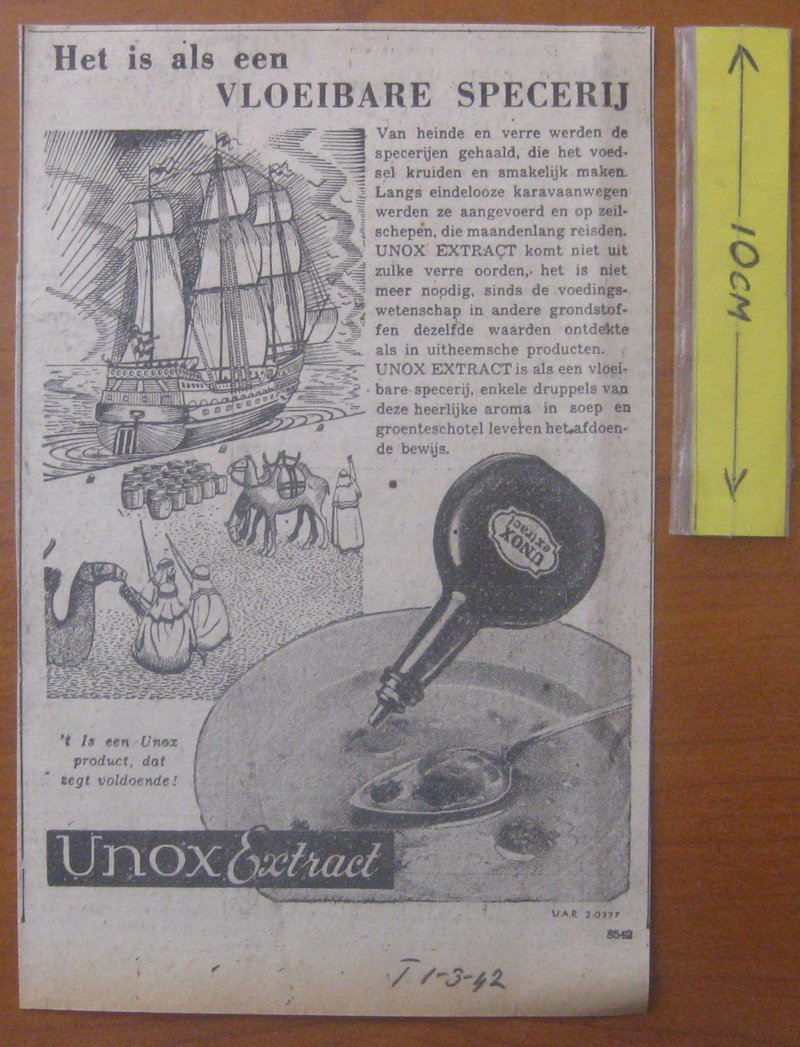 Het is als een
VLOEIBARE SPECERIJ
Van heinde en verre werden de
specerijen gehaald, die het voed-
sel kruiden en smakelijk maken.
Langs eindelooze karavaanwegen
werden ze aangevoerd en op zeil-
schepen, die maandenlang reisden.
UNOX EXTRACT komt niet uit
zulke verre oorden, het is niet
meer noodig, sinds de voedings-
wetenschap in andere grondstof-
fen dezelfde waarden ontdekte
als in uitheemsche producten.
UNOX EXTRACT is als een vloei-
bare specerij, enkele druppels van
deze heerlijke aroma in soep en
groenteschotel leveren het afdoen-
de bewijs.
UNOX
extract
't Is een Unox
product, dat
zegt voldoende!
Unox Extract
U.A.R. 2-0377
T 1-3-42
10CM